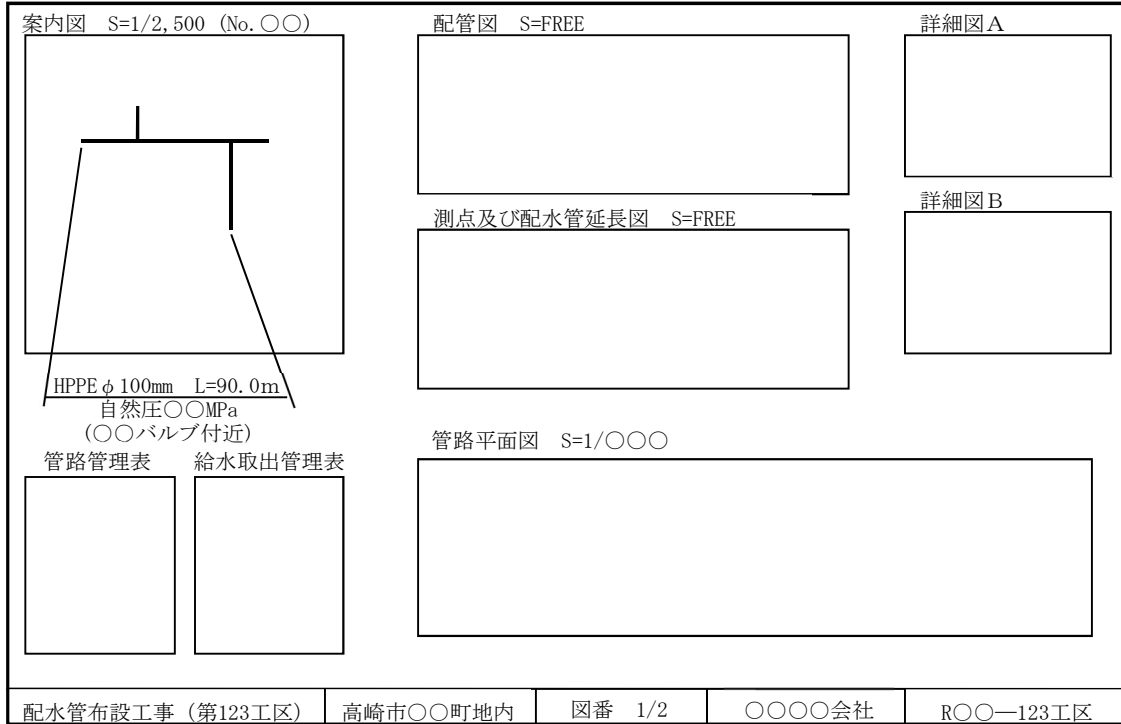 案内図 S=1/2,500 (No.○○)
配管図 S=FREE
詳細図A
測点及び配水管延長図 S=FREE
詳細図B
HPPEφ100mm L=90.0m
自然圧○○MPa
(○○バルブ付近)
管路管理表
給水取出管理表
管路平面図 S=1/○○○
配水管布設工事 (第123工区)
高崎市○○町地内
図番 1/2
○○○○会社
R○○―123工区